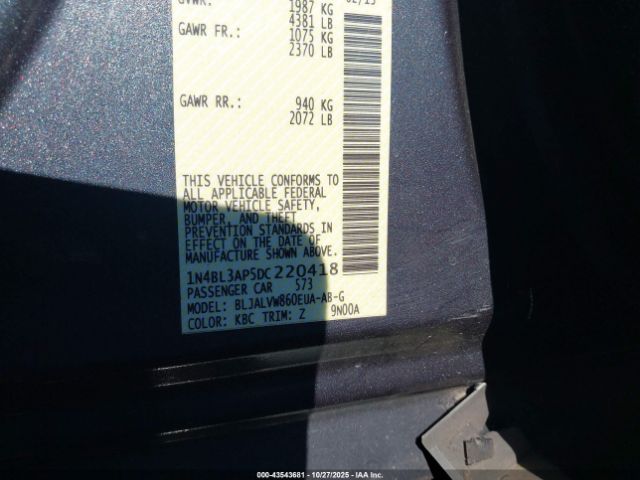 GVWR: 1987 KG 02/13
4381 LB
GAWR FR.: 1075 KG
2370 LB
GAWR RR.: 940 KG
2072 LB
THIS VEHICLE CONFORMS TO
ALL APPLICABLE FEDERAL
MOTOR VEHICLE SAFETY,
BUMPER, AND THEFT
PREVENTION STANDARDS IN
EFFECT ON THE DATE OF
MANUFACTURE SHOWN ABOVE.
1N4BL3AP5DC220418
PASSENGER CAR 573
MODEL: BLJALVW860EUA-AB-G
COLOR: KBC TRIM: Z 9N00A
000-43543681 | 10/27/2025 | IAA Inc.